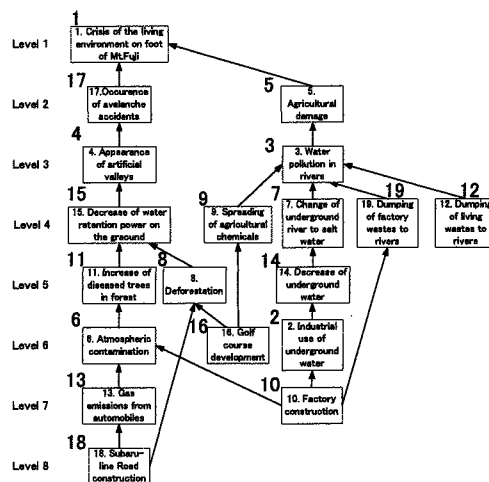 1
Level 1
1. Crisis of the living
environment on foot
of Mt.Fuji
17
5
Level 2
17.Occurence
of avalanche
accidents
5.
Agricultural
damage
4
3
Level 3
4. Appearance
of artificial
valleys
3. Water
pollution in
rivers
15
9
7
19
12
Level 4
15. Decrease of water
retention power on
the graound
9. Spreading
of agricultural
chemicals
7. Change of
underground
river to salt
water
19. Dumping
of factory
wastes to
rivers
12. Dumping
of living
wastes to
rivers
11
8
14
Level 5
11. Increase of
diseased trees
in forest
8.
Deforestation
14. Decrease of
underground
water
6
16
2
Level 6
6. Atmospheric
contamination
16. Golf
course
development
2. Industrial
use of
underground
water
13
10
Level 7
13. Gas
emissions from
automobiles
10. Factory
construction
18
Level 8
18. Subaru-
line Road
construction